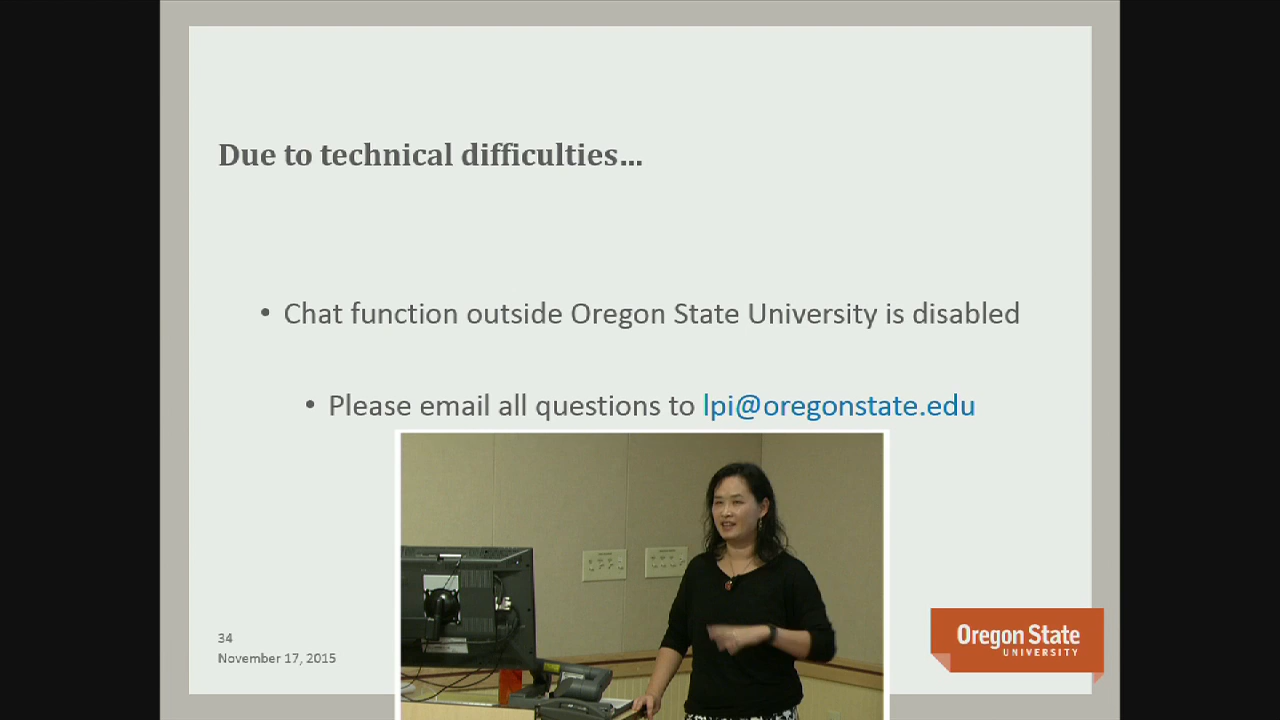 Due to technical difficulties…
• Chat function outside Oregon State University is disabled
• Please email all questions to lpi@oregonstate.edu
34
November 17, 2015
Oregon State
UNIVERSITY